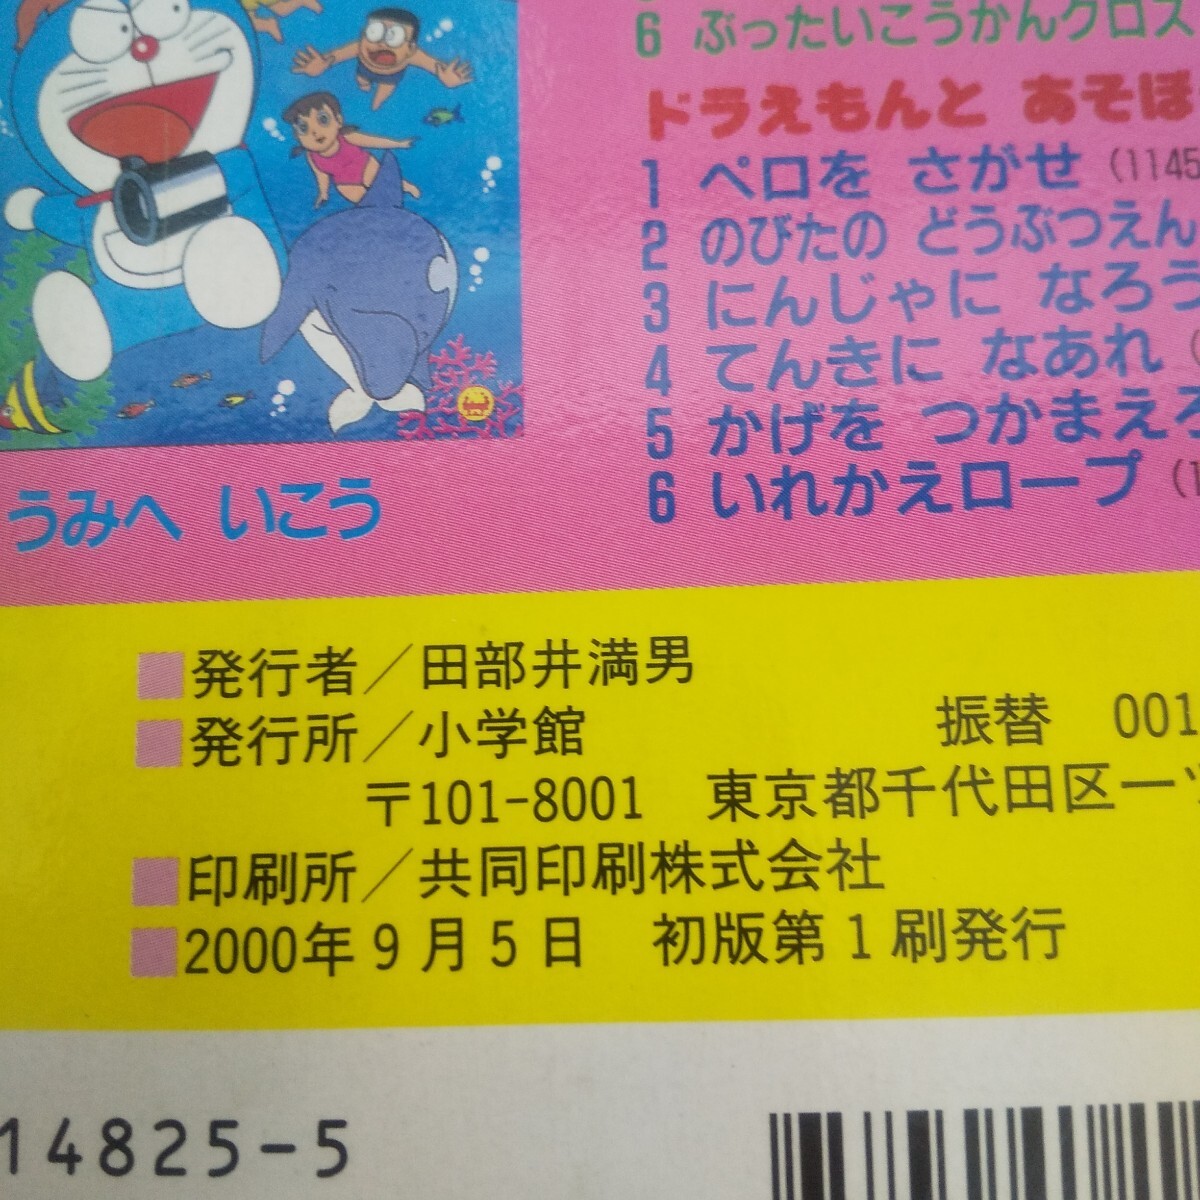 6 ぶったいこうかんクロス
ドラえもんと あそぼ
1 ペロを さがせ (1145
2 のびたの どうぶつえん
3 にんじゃに なろう
4 てんきに なあれ (
5 かげを つかまえろ
6 いれかえロープ (1
うみへ いこう
発行者／田部井満男
発行所／小学館 振替 001
〒101-8001 東京都千代田区一ツ
印刷所／共同印刷株式会社
2000年9月5日 初版第1刷発行
14825-5